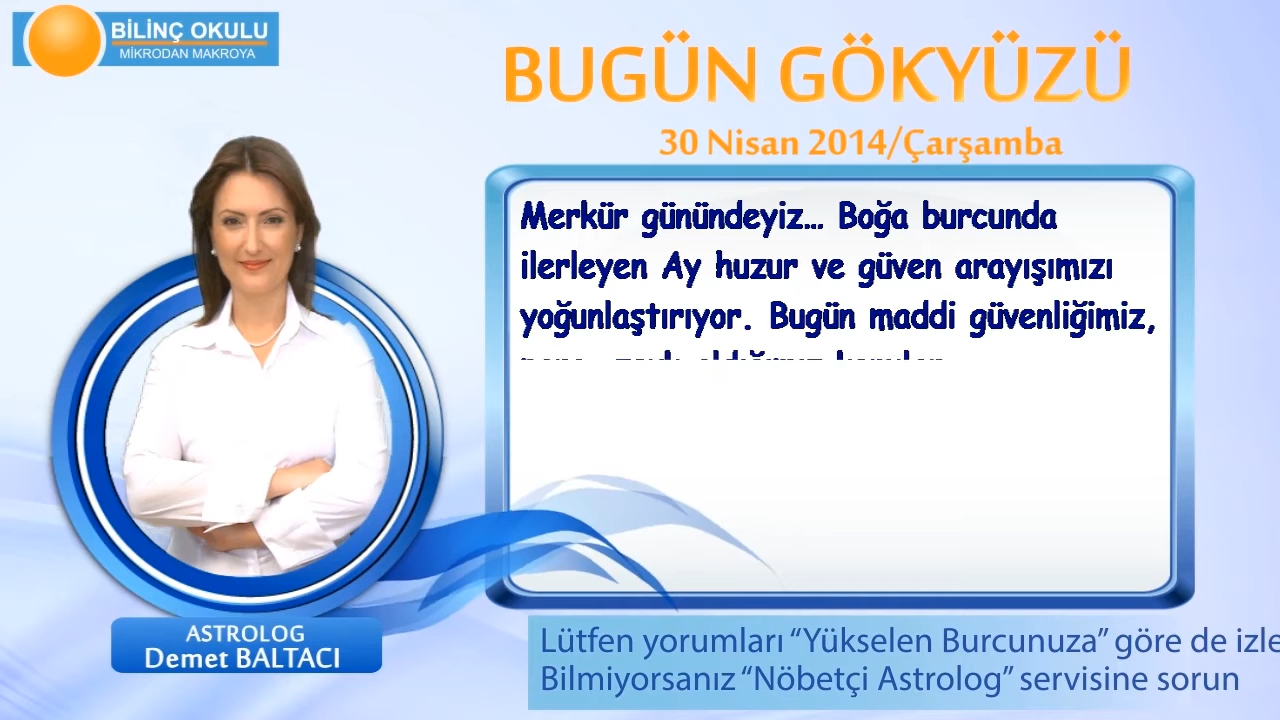 BİLİNÇ OKULU
MİKRODAN MAKROYA
BUGÜN GÖKYÜZÜ
30 Nisan 2014/Çarşamba
Merkür günündeyiz... Boğa burcunda
ilerleyen Ay huzur ve güven arayışımızı
yoğunlaştırıyor. Bugün maddi güvenliğimiz,
ASTROLOG
Demet BALTACI
Lütfen yorumları “Yükselen Burcunuza” göre de izle
Bilmiyorsanız “Nöbetçi Astrolog” servisine sorun